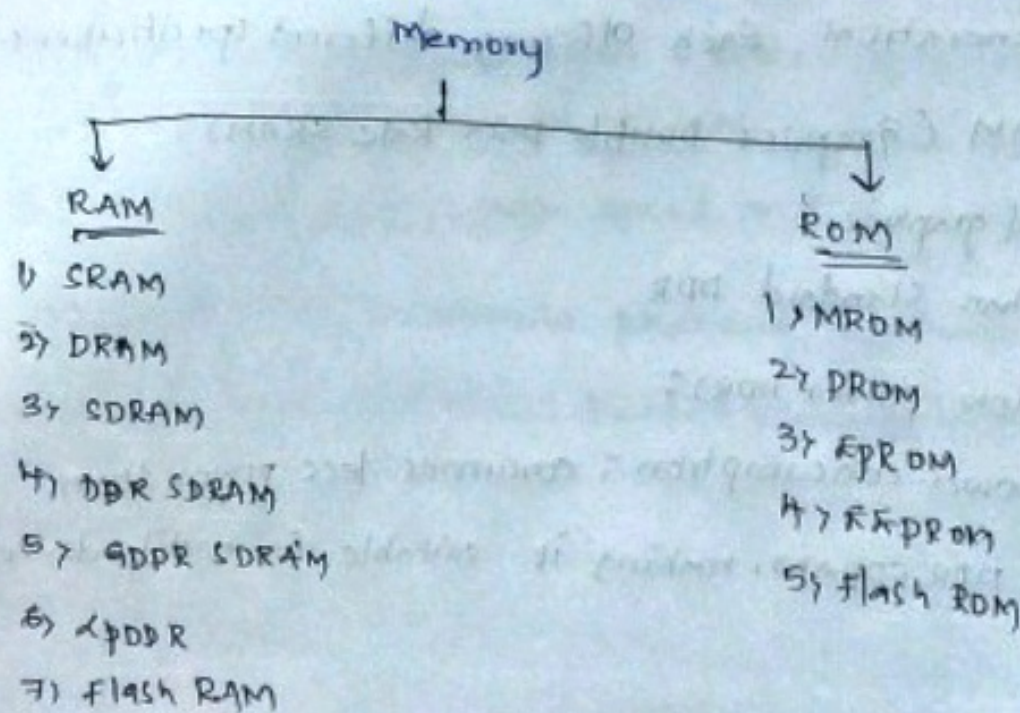 Memory
RAM
1) SRAM
2) DRAM
3) SDRAM
4) DDR SDRAM
5) GDDR SDRAM
6) LPDDR
7) Flash RAM
ROM
1) MROM
2) PROM
3) EPROM
4) EEPROM
5) Flash ROM